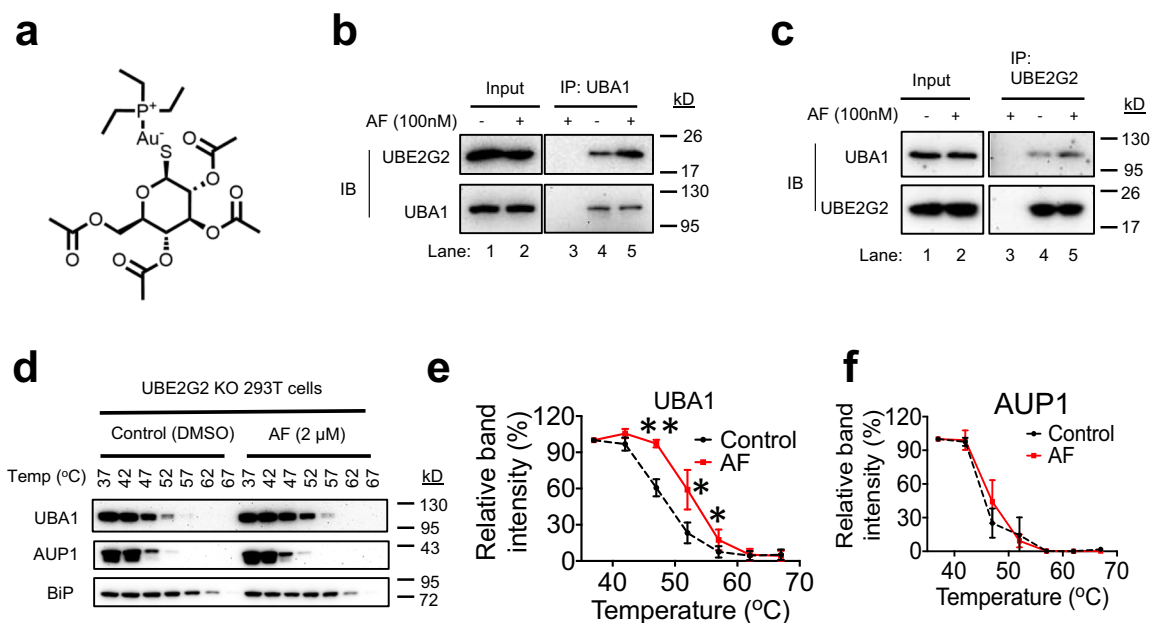 a
P+
Au-
S
O
O
O
O
O
O
O
O
O
b
Input IP: UBA1
kD
AF (100nM) - + + - +
IB
UBE2G2
26
17
UBA1
130
95
Lane: 1 2 3 4 5
c
Input IP: UBE2G2
kD
AF (100nM) - + + - +
IB
UBA1
130
95
UBE2G2
26
17
Lane: 1 2 3 4 5
d
UBE2G2 KO 293T cells
Control (DMSO) AF (2 µM)
Temp (oC) 37 42 47 52 57 62 67 37 42 47 52 57 62 67
kD
UBA1
130
95
AUP1
43
BiP
95
72
e
UBA1
Relative band intensity (%)
120
90
60
30
0
** * *
Control
AF
40 50 60 70
Temperature (oC)
f
AUP1
Relative band intensity (%)
120
90
60
30
0
Control
AF
40 50 60 70
Temperature (oC)